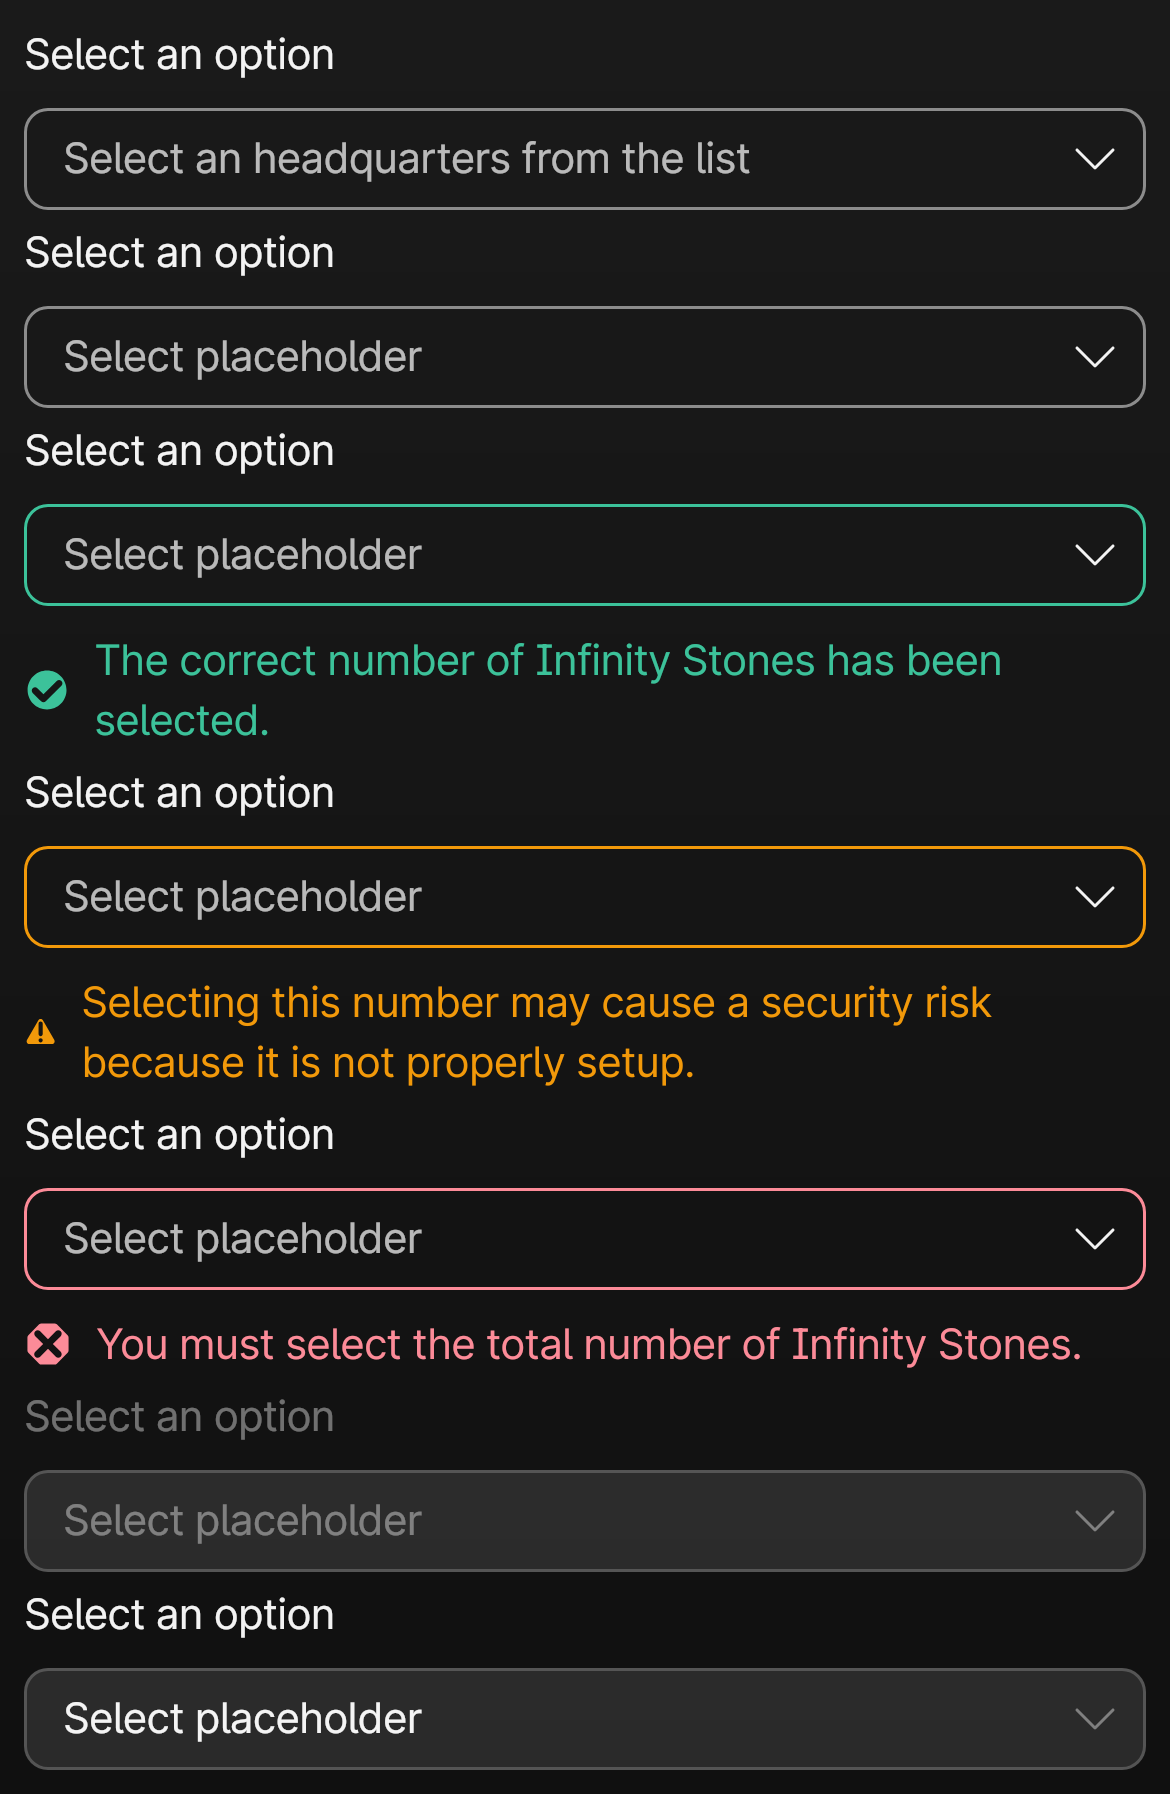 Select an option
Select an headquarters from the list
Select an option
Select placeholder
Select an option
Select placeholder
The correct number of Infinity Stones has been
selected.
Select an option
Select placeholder
Selecting this number may cause a security risk
because it is not properly setup.
Select an option
Select placeholder
You must select the total number of Infinity Stones.
Select an option
Select placeholder
Select an option
Select placeholder